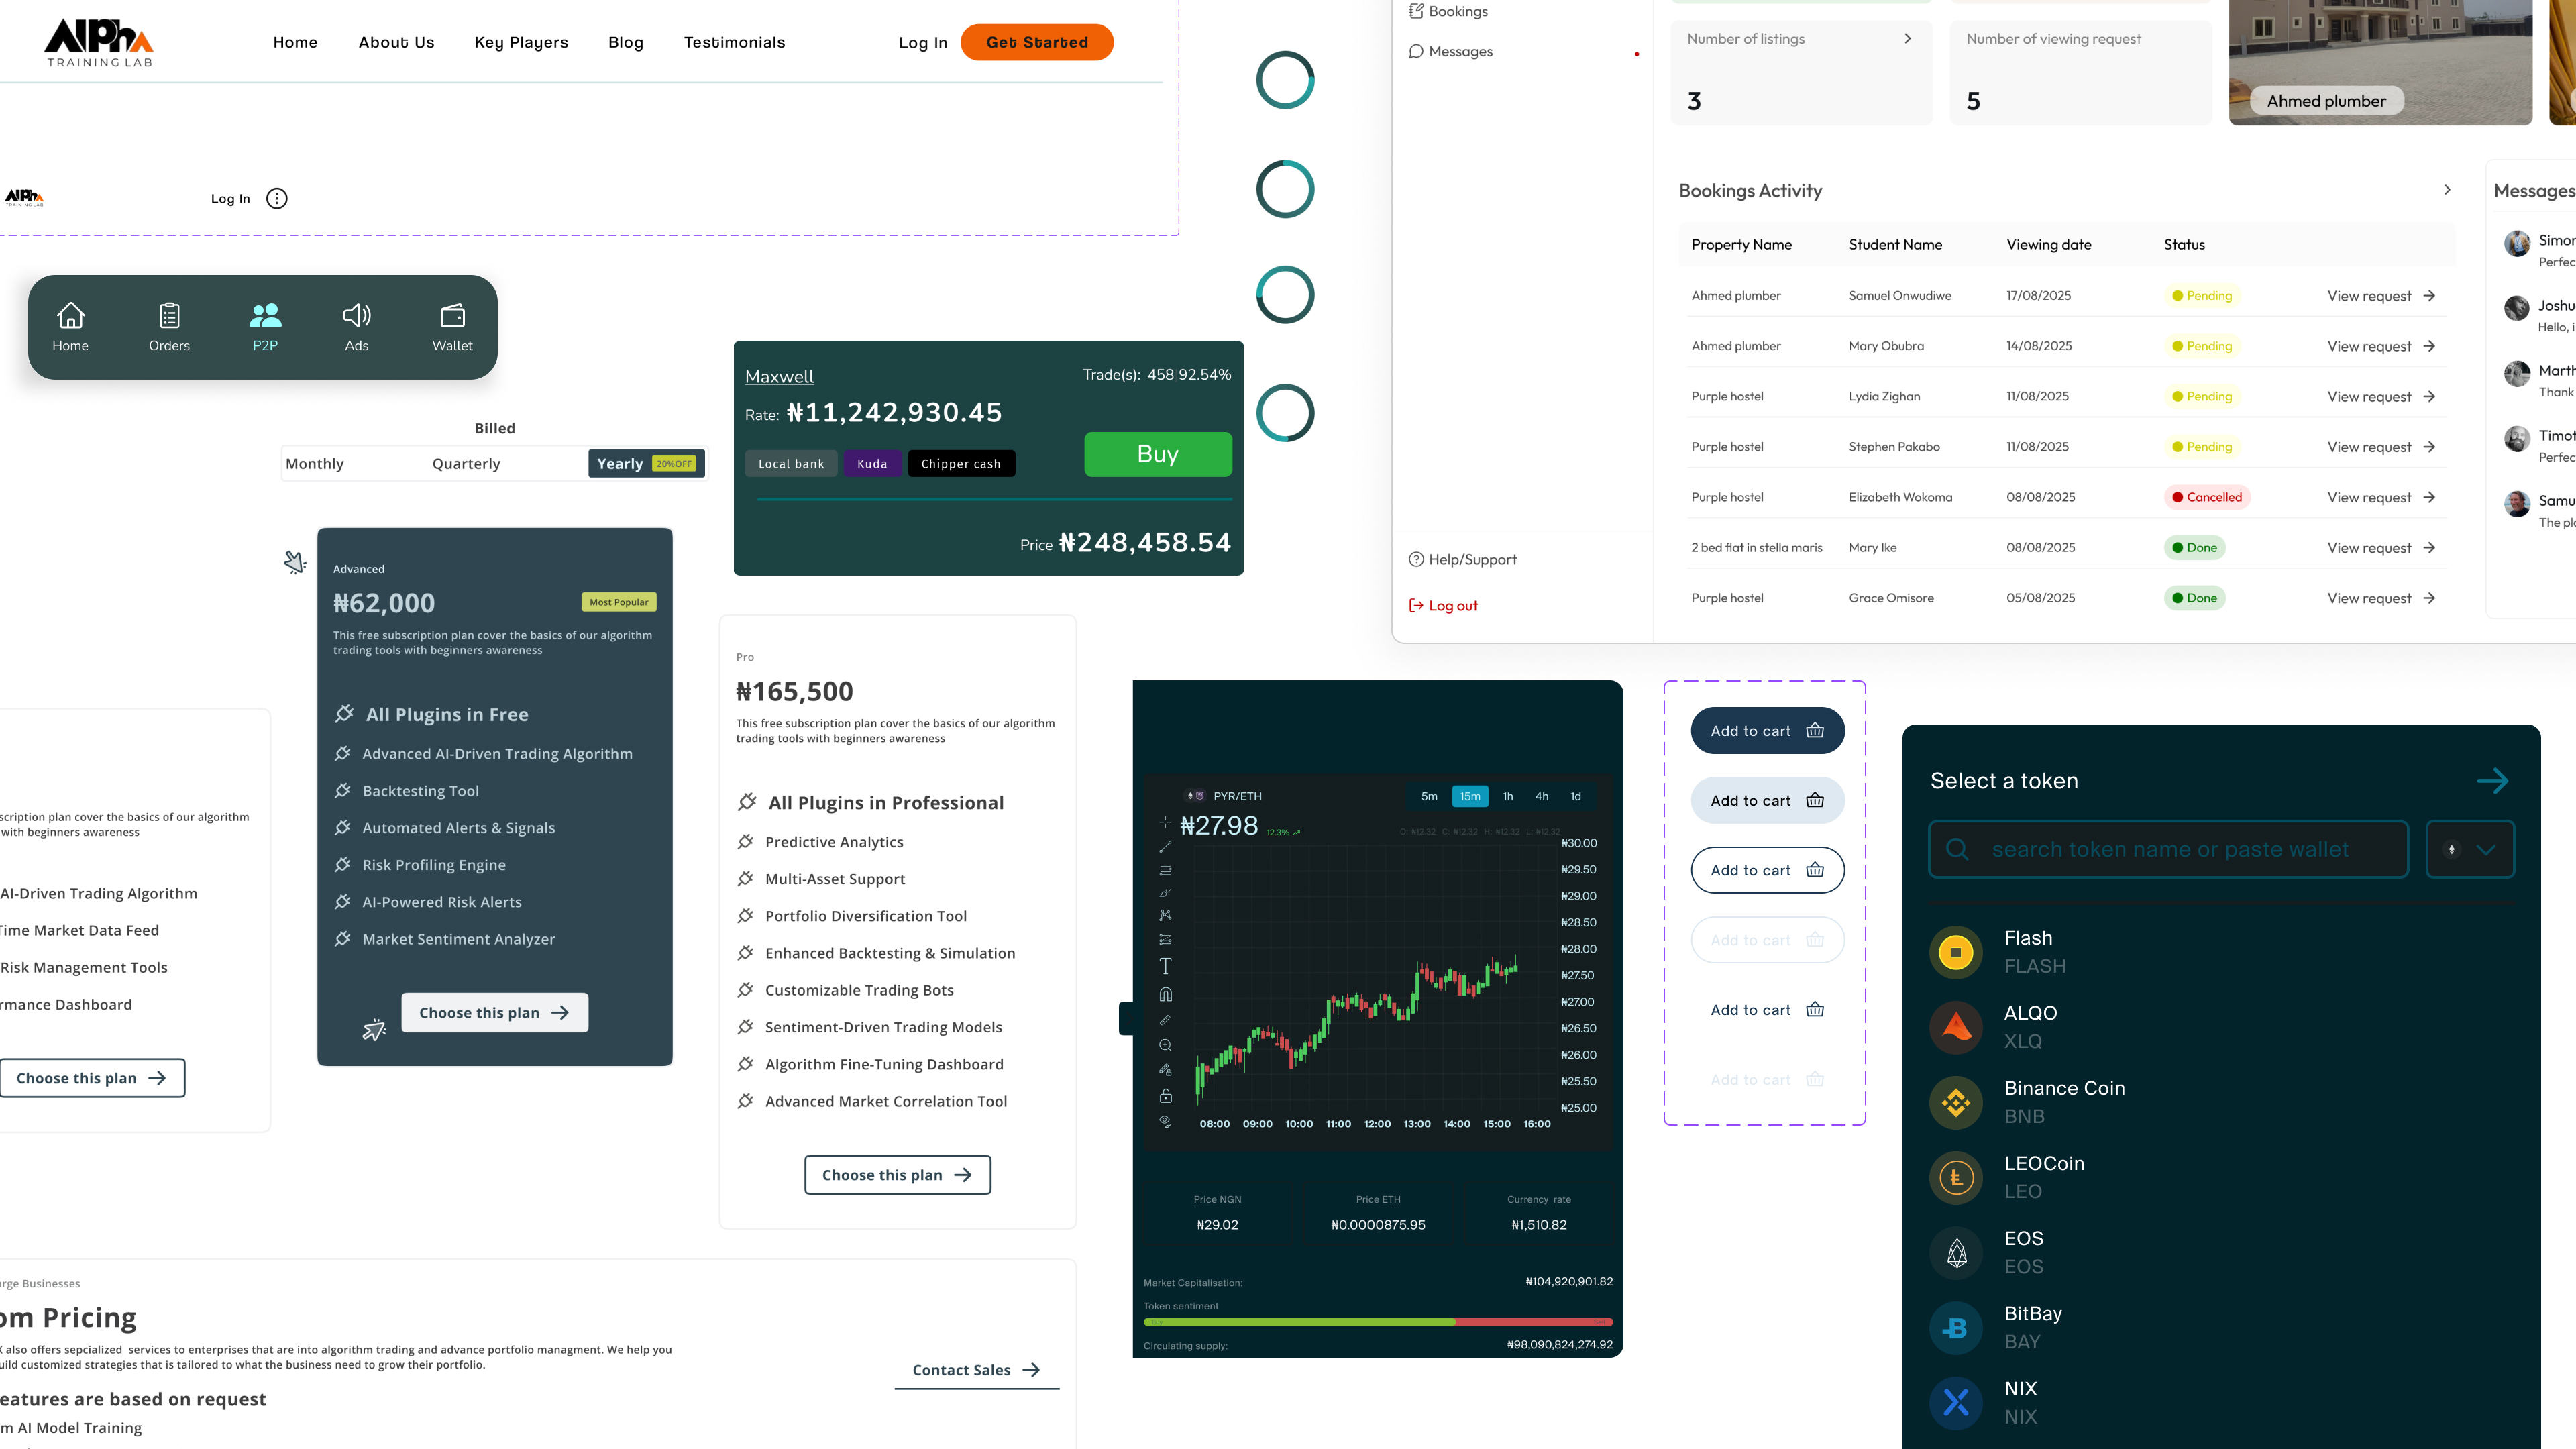 AlPha
TRAINING LAB
Home
About Us
Key Players
Blog
Testimonials
Log In
Get Started
AlPha
TRAINING LAB
Log In
Home
Orders
P2P
Ads
Wallet
Billed
Monthly
Quarterly
Yearly
20%OFF
Maxwell
Trade(s): 458 92.54%
Rate: ₦11,242,930.45
Local bank
Kuda
Chipper cash
Buy
Price ₦248,458.54
scription plan cover the basics of our algorithm
with beginners awareness
AI-Driven Trading Algorithm
Time Market Data Feed
Risk Management Tools
rmance Dashboard
Choose this plan
Advanced
₦62,000
Most Popular
This free subscription plan cover the basics of our algorithm
trading tools with beginners awareness
All Plugins in Free
Advanced AI-Driven Trading Algorithm
Backtesting Tool
Automated Alerts & Signals
Risk Profiling Engine
AI-Powered Risk Alerts
Market Sentiment Analyzer
Choose this plan
Pro
₦165,500
This free subscription plan cover the basics of our algorithm
trading tools with beginners awareness
All Plugins in Professional
Predictive Analytics
Multi-Asset Support
Portfolio Diversification Tool
Enhanced Backtesting & Simulation
Customizable Trading Bots
Sentiment-Driven Trading Models
Algorithm Fine-Tuning Dashboard
Advanced Market Correlation Tool
Choose this plan
arge Businesses
om Pricing
X also offers sepcialized services to enterprises that are into algorithm trading and advance portfolio managment. We help you
uild customized strategies that is tailored to what the business need to grow their portfolio.
eatures are based on request
m AI Model Training
Contact Sales
Bookings
Messages
Help/Support
Log out
Number of listings
3
Number of viewing request
5
Ahmed plumber
Bookings Activity
Property Name Student Name Viewing date Status
Ahmed plumber Samuel Onwudiwe 17/08/2025 Pending View request
Ahmed plumber Mary Obubra 14/08/2025 Pending View request
Purple hostel Lydia Zighan 11/08/2025 Pending View request
Purple hostel Stephen Pakabo 11/08/2025 Pending View request
Purple hostel Elizabeth Wokoma 08/08/2025 Cancelled View request
2 bed flat in stella maris Mary Ike 08/08/2025 Done View request
Purple hostel Grace Omisore 05/08/2025 Done View request
Messages
Simon
Perfec
Joshu
Hello, i
Marth
Thank
Timot
Perfec
Samu
The pl
PYR/ETH
5m 15m 1h 4h 1d
₦27.98 12.3%
O: ₦12.32 C: ₦12.32 H: ₦12.32 L: ₦12.32
₦30.00
₦29.50
₦29.00
₦28.50
₦28.00
₦27.50
₦27.00
₦26.50
₦26.00
₦25.50
₦25.00
08:00 09:00 10:00 11:00 12:00 13:00 14:00 15:00 16:00
Price NGN
₦29.02
Price ETH
₦0.0000875.95
Currency rate
₦1,510.82
Market Capitalisation: ₦104,920,901.82
Token sentiment
Buy
Circulating supply: ₦98,090,824,274.92
Add to cart
Add to cart
Add to cart
Add to cart
Add to cart
Add to cart
Select a token
search token name or paste wallet
Flash
FLASH
ALQO
XLQ
Binance Coin
BNB
LEOCoin
LEO
EOS
EOS
BitBay
BAY
NIX
NIX